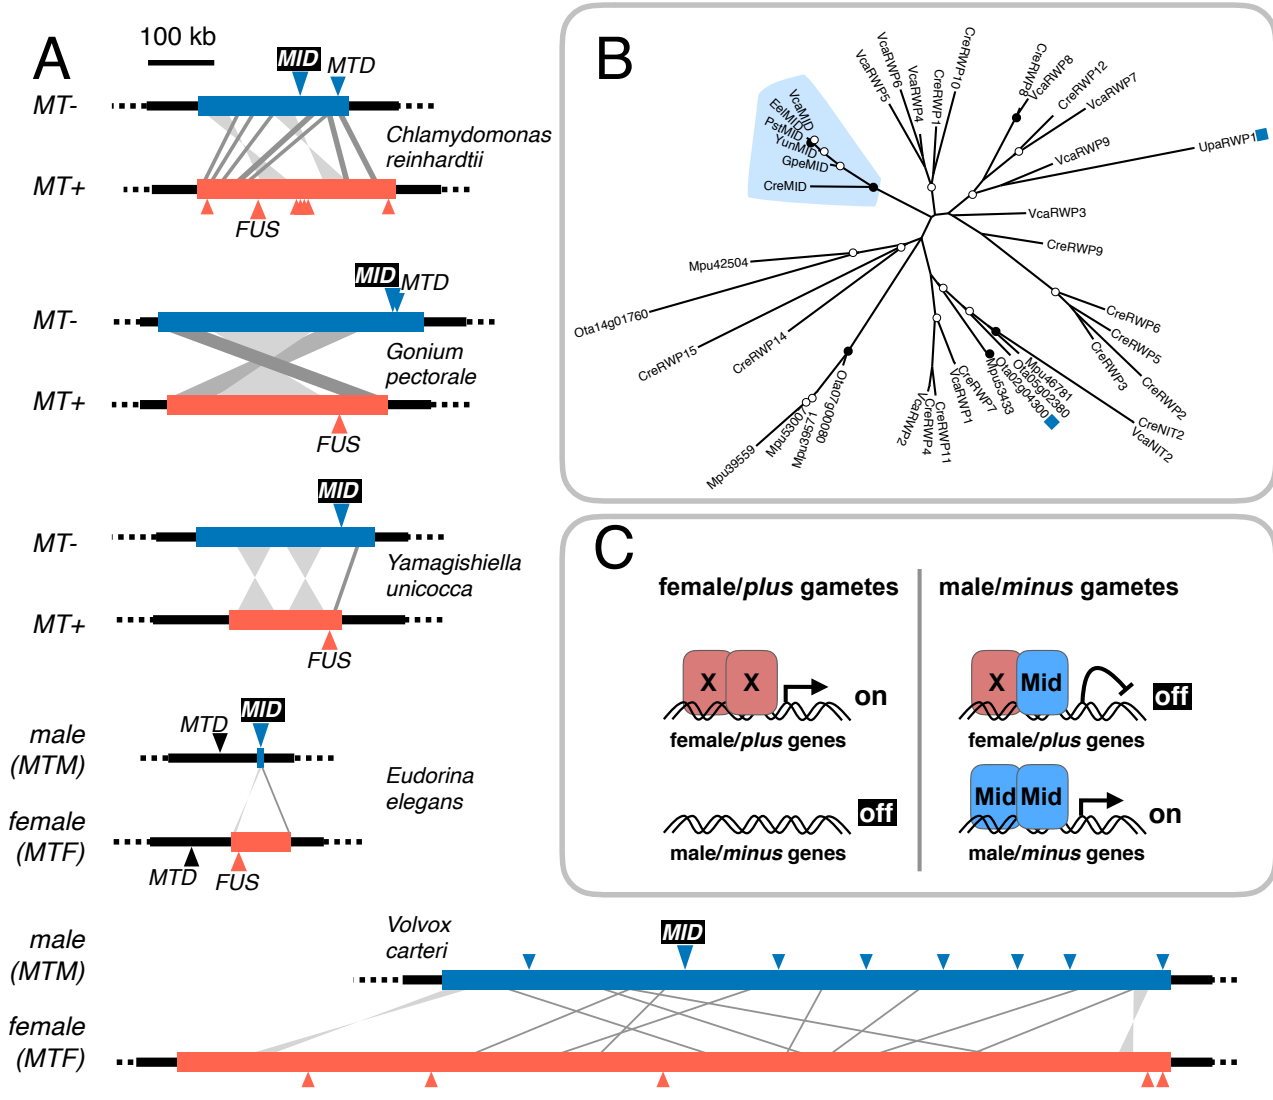 A
100 kb
MID
MTD
MT-
Chlamydomonas
reinhardtii
MT+
FUS
MID
MTD
MT-
Gonium
pectorale
MT+
FUS
MID
MT-
Yamagishiella
unicocca
MT+
FUS
MID
MTD
male
(MTM)
Eudorina
elegans
female
(MTF)
MTD
FUS
Volvox
carteri
MID
male
(MTM)
female
(MTF)
B
VcaMID
EelMID
PstMID
YunMID
GpeMID
CreMID
VcaRWP5
VcaRWP6
VcaRWP4
CreRWP1
CreRWP10
CreRWP8
VcaRWP8
CreRWP12
VcaRWP7
VcaRWP9
UpaRWP1
VcaRWP3
CreRWP9
CreRWP6
CreRWP5
CreRWP3
CreRWP2
CreNIT2
VcaNIT2
Mpu46781
Ota05g02380
Ota02g04300
Mpu53433
CreRWP7
VcaRWP1
CreRWP11
CreRWP4
VcaRWP2
Ota07g00080
Mpu39571
Mpu53007
Mpu39559
CreRWP14
CreRWP15
Ota14g01760
Mpu42504
C
female/plus gametes
male/minus gametes
X X
on
female/plus genes
X Mid
off
female/plus genes
off
male/minus genes
Mid Mid
on
male/minus genes